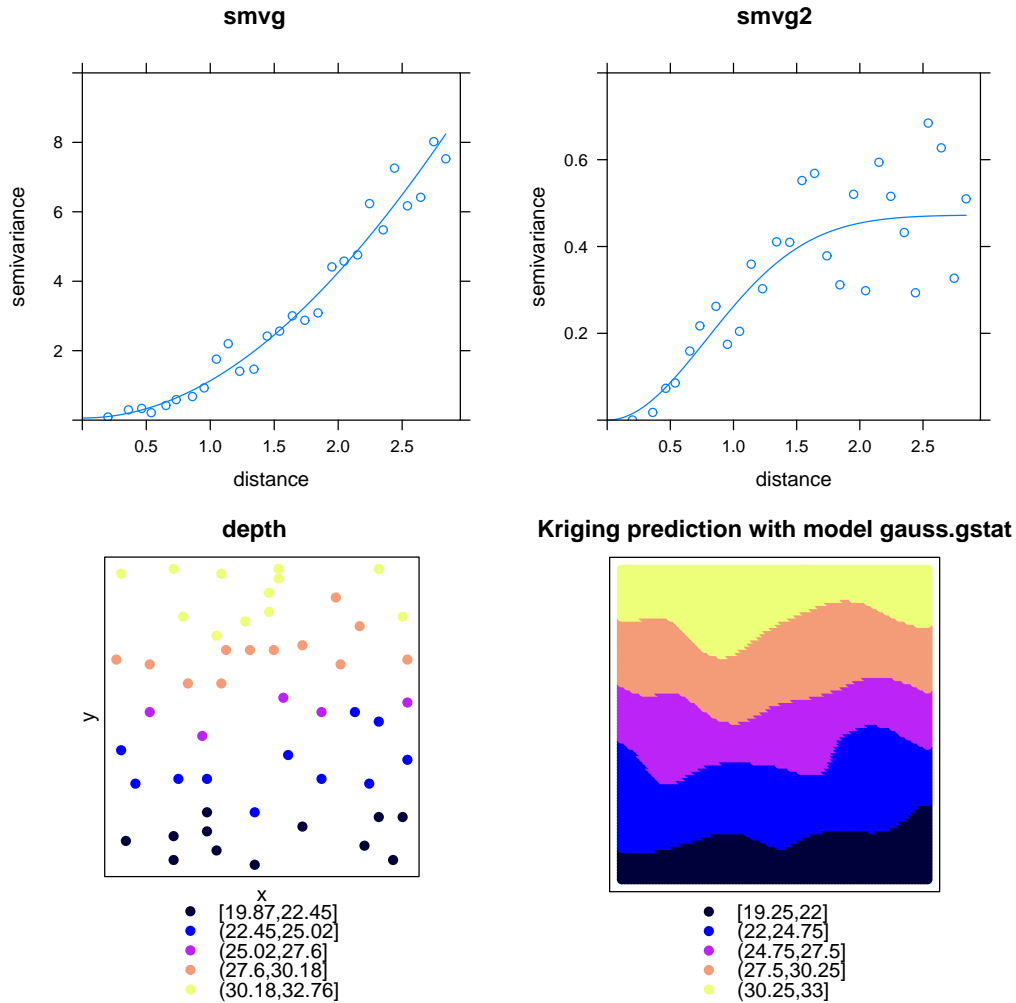 smvg
8
6
4
2
semivariance
0.5 1.0 1.5 2.0 2.5
distance
smvg2
0.6
0.4
0.2
semivariance
0.5 1.0 1.5 2.0 2.5
distance
depth
y
x
[19.87,22.45]
(22.45,25.02]
(25.02,27.6]
(27.6,30.18]
(30.18,32.76]
Kriging prediction with model gauss.gstat
[19.25,22]
(22,24.75]
(24.75,27.5]
(27.5,30.25]
(30.25,33]